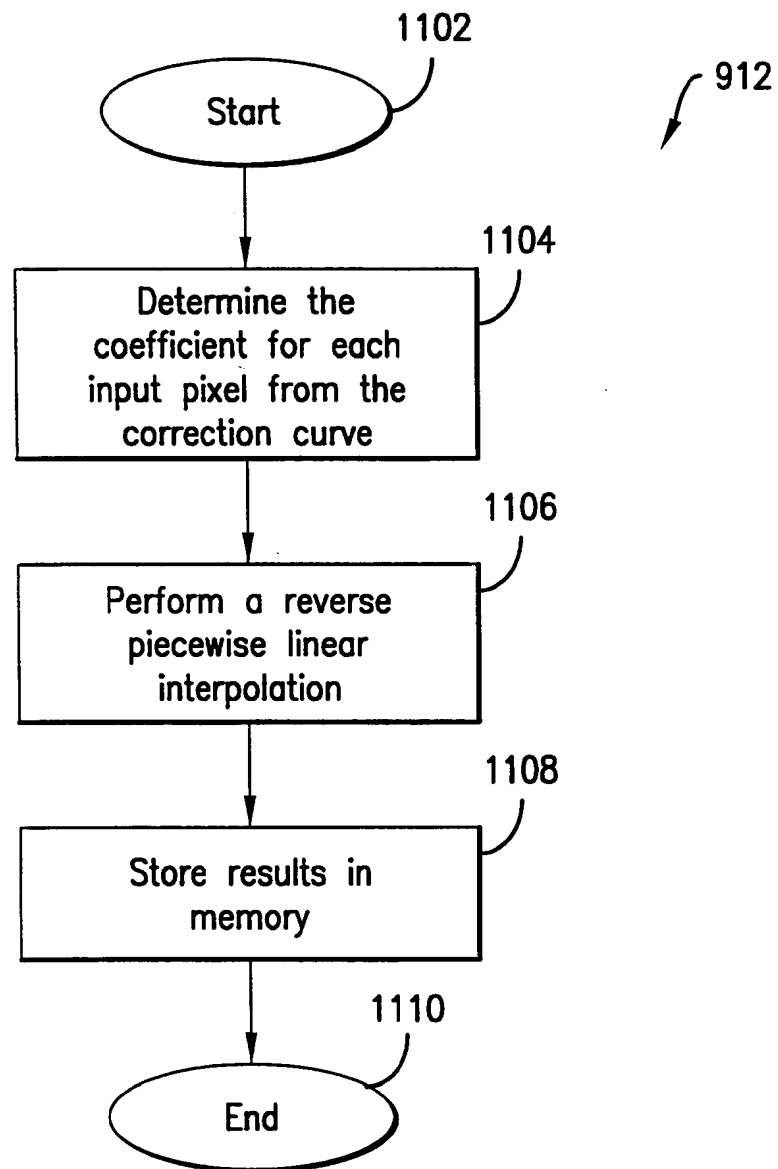 1102
912
Start
1104
Determine the
coefficient for each
input pixel from the
correction curve
1106
Perform a reverse
piecewise linear
interpolation
1108
Store results in
memory
1110
End